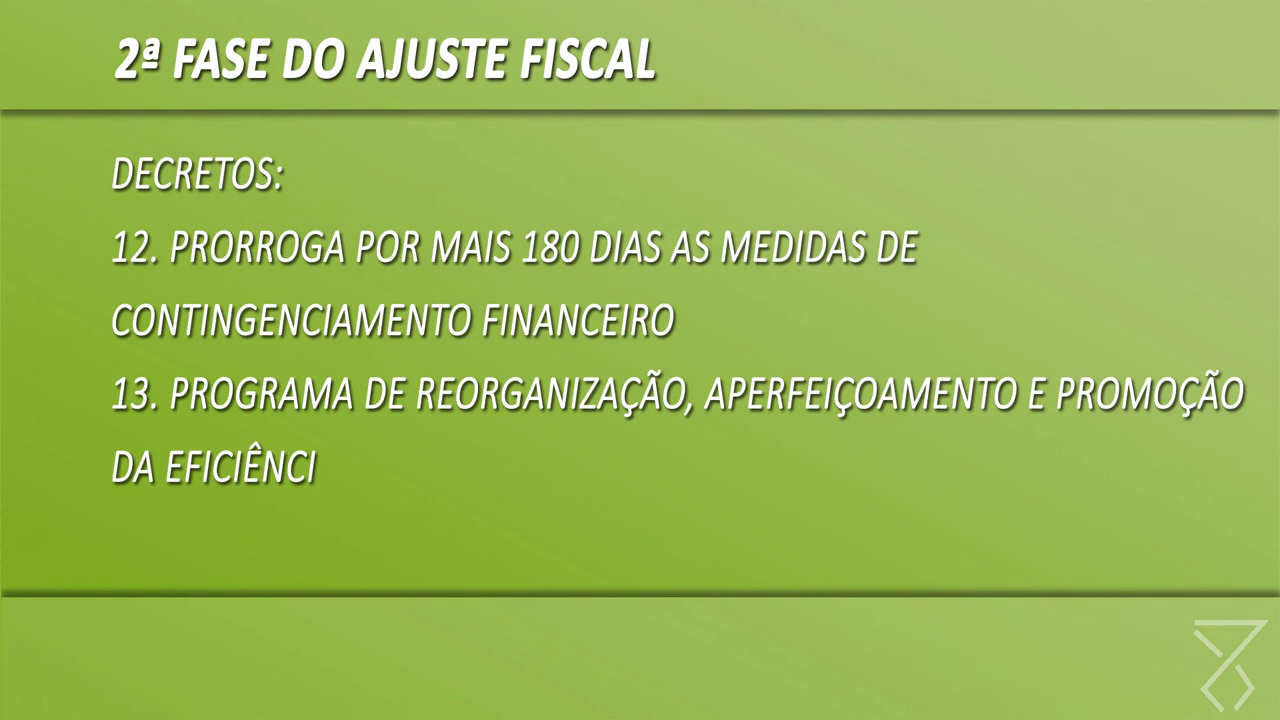 2ª FASE DO AJUSTE FISCAL
DECRETOS:
12. PRORROGA POR MAIS 180 DIAS AS MEDIDAS DE
CONTINGENCIAMENTO FINANCEIRO
13. PROGRAMA DE REORGANIZAÇÃO, APERFEIÇOAMENTO E PROMOÇÃO
DA EFICIÊNCI